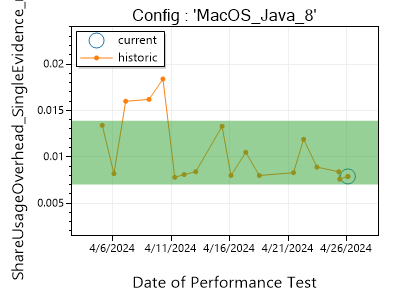 Config : 'MacOS_Java_8'
current
historic
0.02
0.015
0.01
0.005
ShareUsageOverhead_SingleEvidence_
4/6/2024
4/11/2024
4/16/2024
4/21/2024
4/26/2024
Date of Performance Test